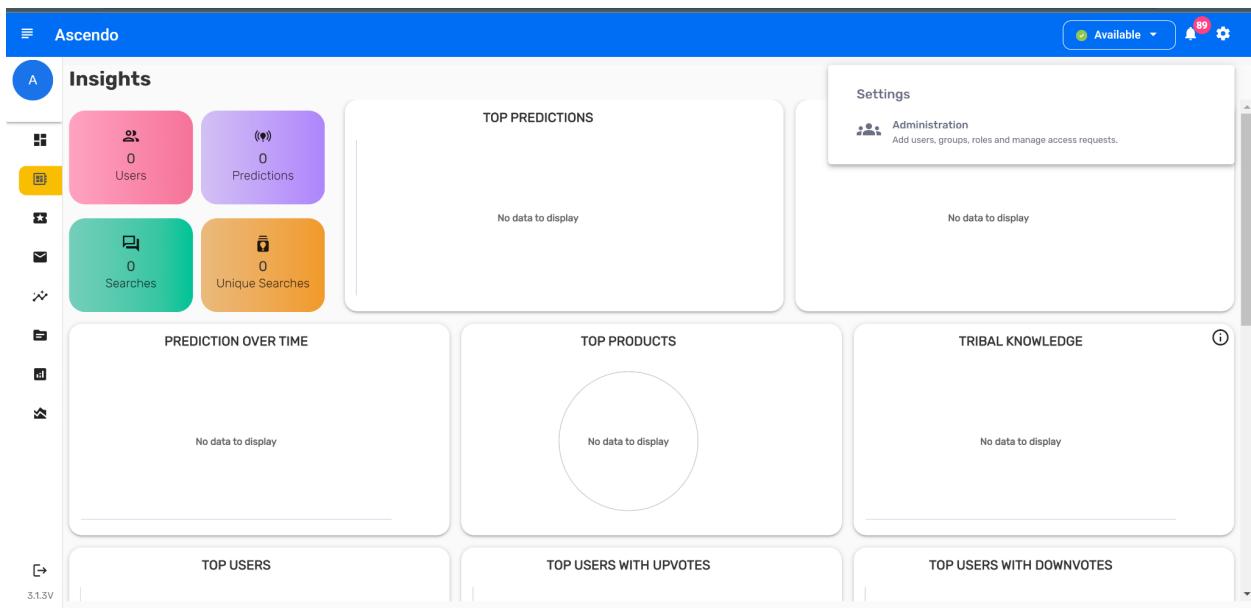 Ascendo
Available
89
A
Insights
Settings
Administration
Add users, groups, roles and manage access requests.
0
Users
0
Predictions
0
Searches
0
Unique Searches
TOP PREDICTIONS
No data to display
No data to display
PREDICTION OVER TIME
No data to display
TOP PRODUCTS
No data to display
TRIBAL KNOWLEDGE
No data to display
TOP USERS
TOP USERS WITH UPVOTES
TOP USERS WITH DOWNVOTES
3.1.3V